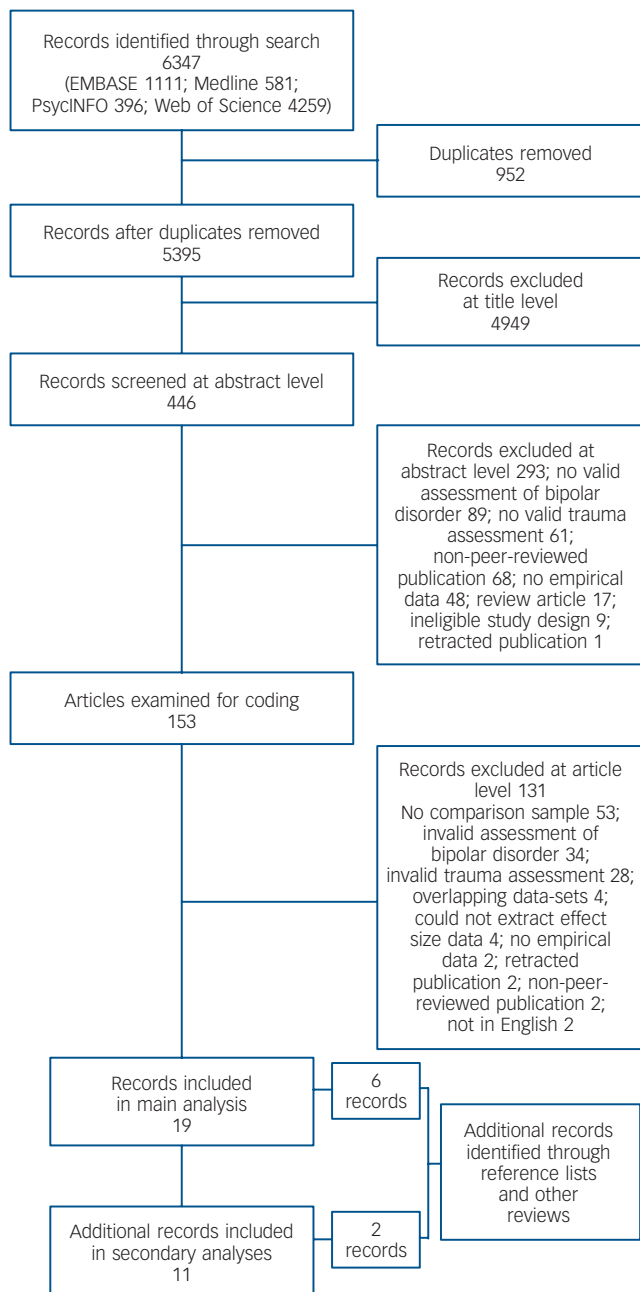 Records identified through search
6347
(EMBASE 1111; Medline 581;
PsycINFO 396; Web of Science 4259)
Duplicates removed
952
Records after duplicates removed
5395
Records excluded
at title level
4949
Records screened at abstract level
446
Records excluded at
abstract level 293; no valid
assessment of bipolar
disorder 89; no valid trauma
assessment 61;
non-peer-reviewed
publication 68; no empirical
data 48; review article 17;
ineligible study design 9;
retracted publication 1
Articles examined for coding
153
Records excluded at article
level 131
No comparison sample 53;
invalid assessment of
bipolar disorder 34;
invalid trauma assessment 28;
overlapping data-sets 4;
could not extract effect
size data 4; no empirical
data 2; retracted
publication 2; non-peer-
reviewed publication 2;
not in English 2
Records included
in main analysis
19
6
records
Additional records
identified through
reference lists
and other
reviews
Additional records included
in secondary analyses
11
2
records